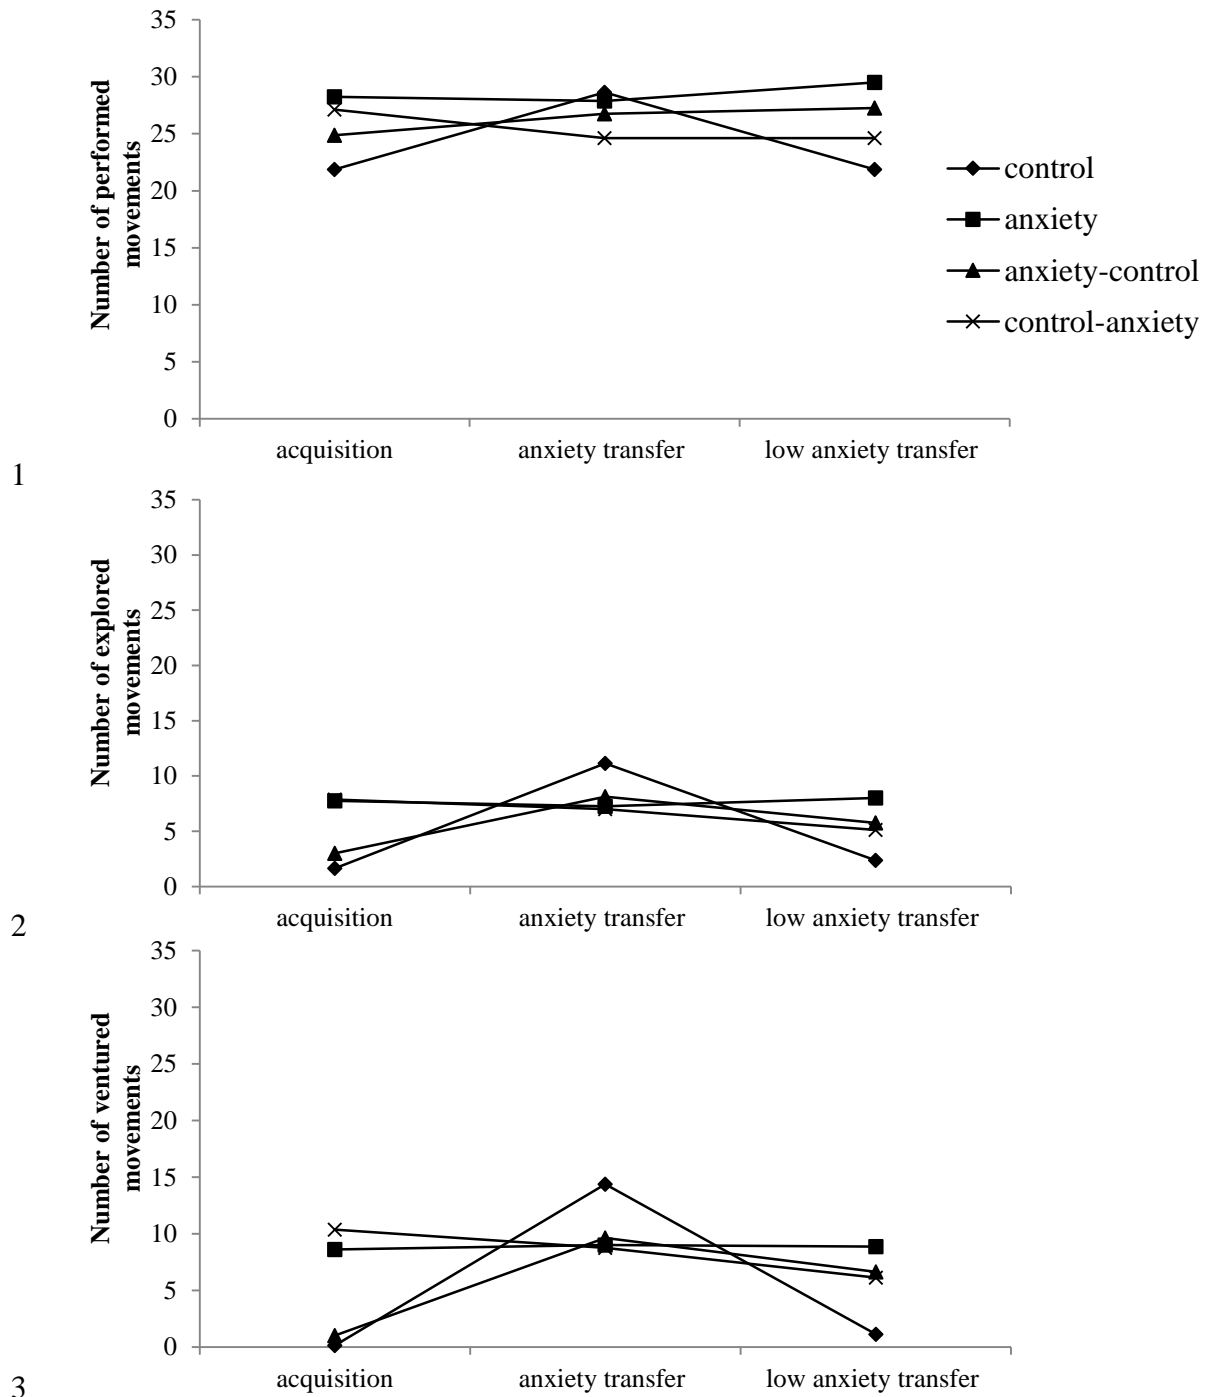 Number of performed
movements
35
30
25
20
15
10
5
0
acquisition anxiety transfer low anxiety transfer
control
anxiety
anxiety-control
control-anxiety
1
Number of explored
movements
35
30
25
20
15
10
5
0
acquisition anxiety transfer low anxiety transfer
2
Number of ventured
movements
35
30
25
20
15
10
5
0
acquisition anxiety transfer low anxiety transfer
3